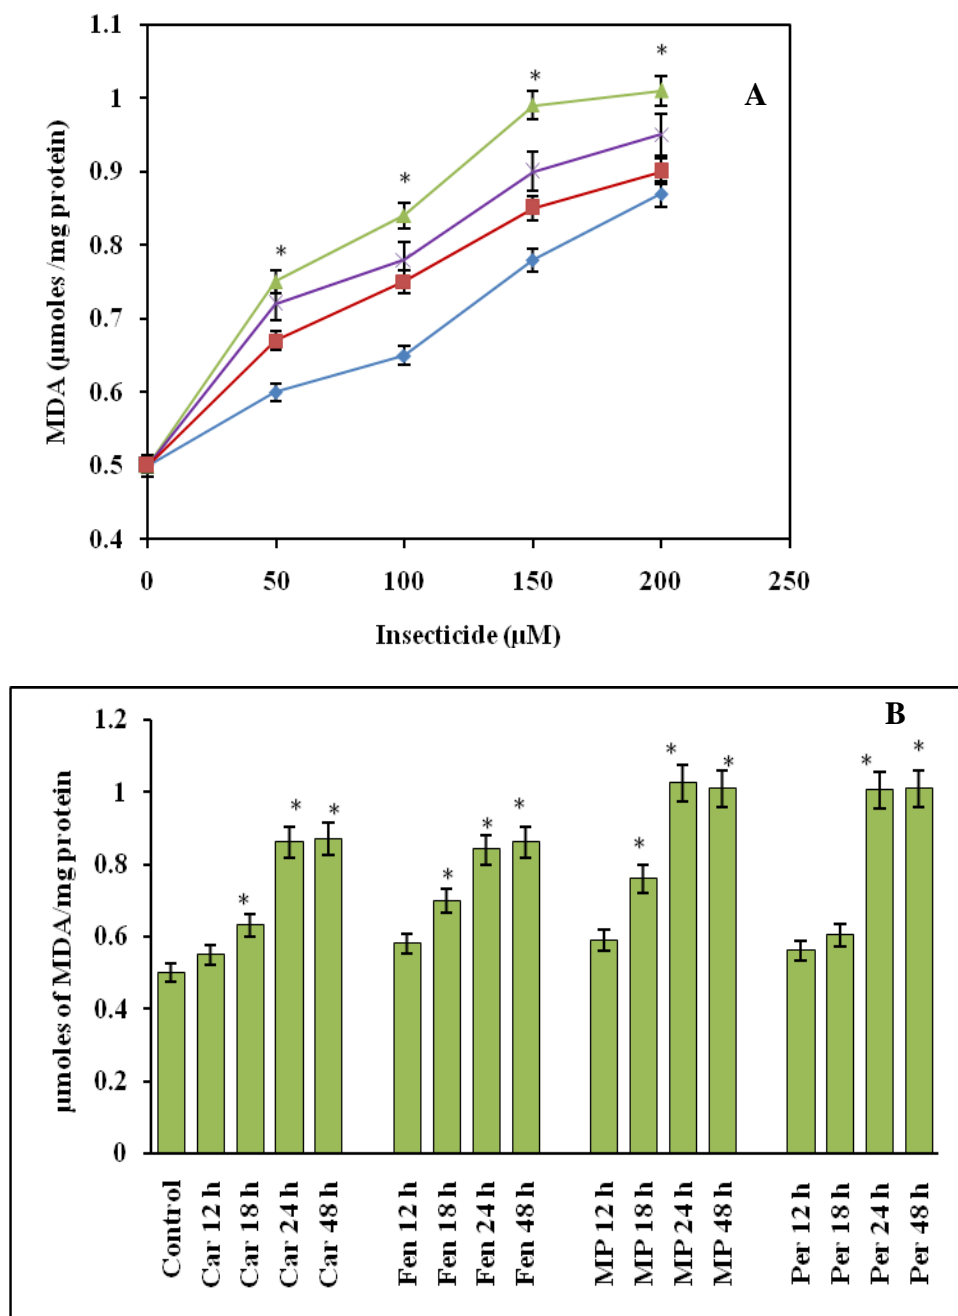 1.1
1
0.9
0.8
0.7
0.6
0.5
0.4
MDA (µmoles /mg protein)
*
*
*
*
A
0
50
100
150
200
250
Insecticide (µM)
B
1.2
1
0.8
0.6
0.4
0.2
0
µmoles of MDA/mg protein
*
*
*
*
*
*
*
*
*
*
*
Control
Car 12 h
Car 18 h
Car 24 h
Car 48 h
Fen 12 h
Fen 18 h
Fen 24 h
Fen 48 h
MP 12 h
MP 18 h
MP 24 h
MP 48 h
Per 12 h
Per 18 h
Per 24 h
Per 48 h